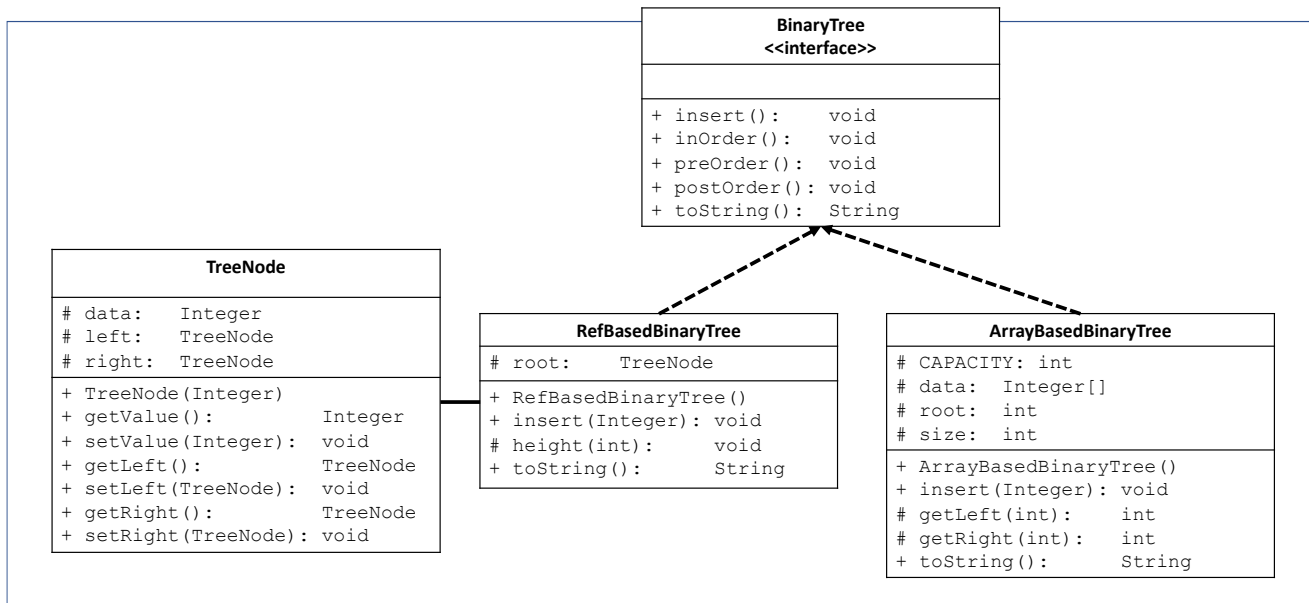 BinaryTree
<<interface>>
+ insert(): void
+ inOrder(): void
+ preOrder(): void
+ postOrder(): void
+ toString(): String
TreeNode
# data: Integer
# left: TreeNode
# right: TreeNode
+ TreeNode(Integer)
+ getValue(): Integer
+ setValue(Integer): void
+ getLeft(): TreeNode
+ setLeft(TreeNode): void
+ getRight(): TreeNode
+ setRight(TreeNode): void
RefBasedBinaryTree
# root: TreeNode
+ RefBasedBinaryTree()
+ insert(Integer): void
# height(int): void
+ toString(): String
ArrayBasedBinaryTree
# CAPACITY: int
# data: Integer[]
# root: int
# size: int
+ ArrayBasedBinaryTree()
+ insert(Integer): void
# getLeft(int): int
# getRight(int): int
+ toString(): String